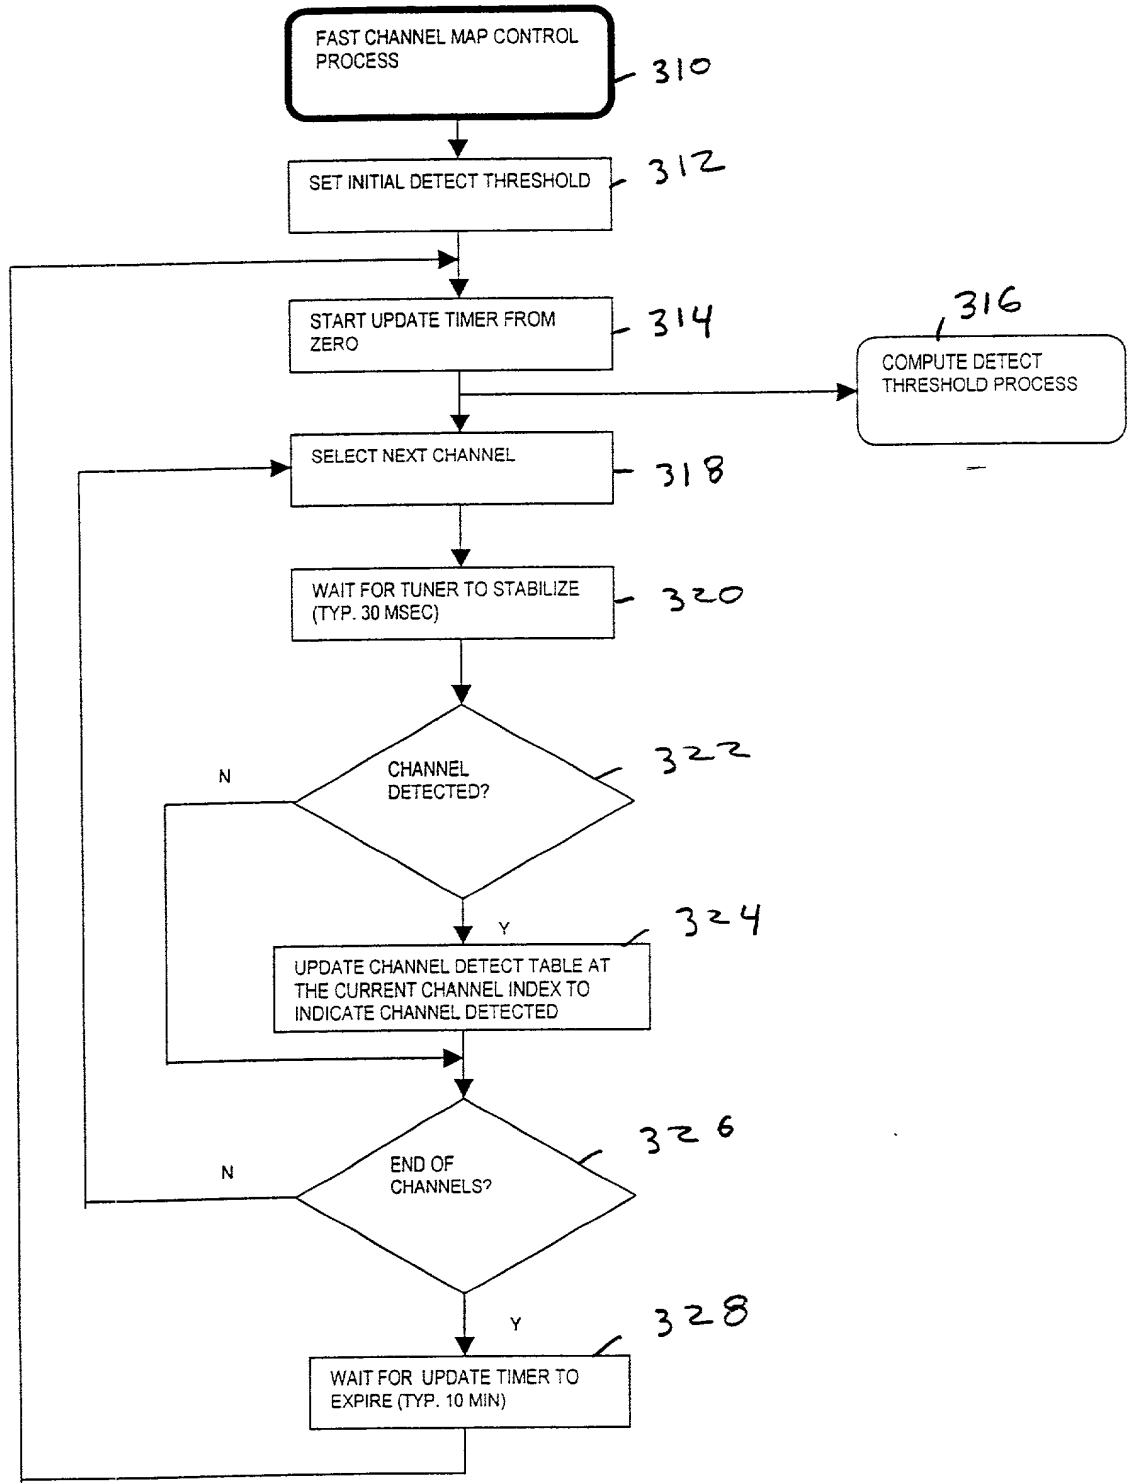 FAST CHANNEL MAP CONTROL
PROCESS
310
SET INITIAL DETECT THRESHOLD
312
START UPDATE TIMER FROM
ZERO
314
316
COMPUTE DETECT
THRESHOLD PROCESS
SELECT NEXT CHANNEL
318
WAIT FOR TUNER TO STABILIZE
(TYP. 30 MSEC)
320
CHANNEL
DETECTED?
322
N
Y
324
UPDATE CHANNEL DETECT TABLE AT
THE CURRENT CHANNEL INDEX TO
INDICATE CHANNEL DETECTED
END OF
CHANNELS?
326
N
Y
328
WAIT FOR UPDATE TIMER TO
EXPIRE (TYP. 10 MIN)